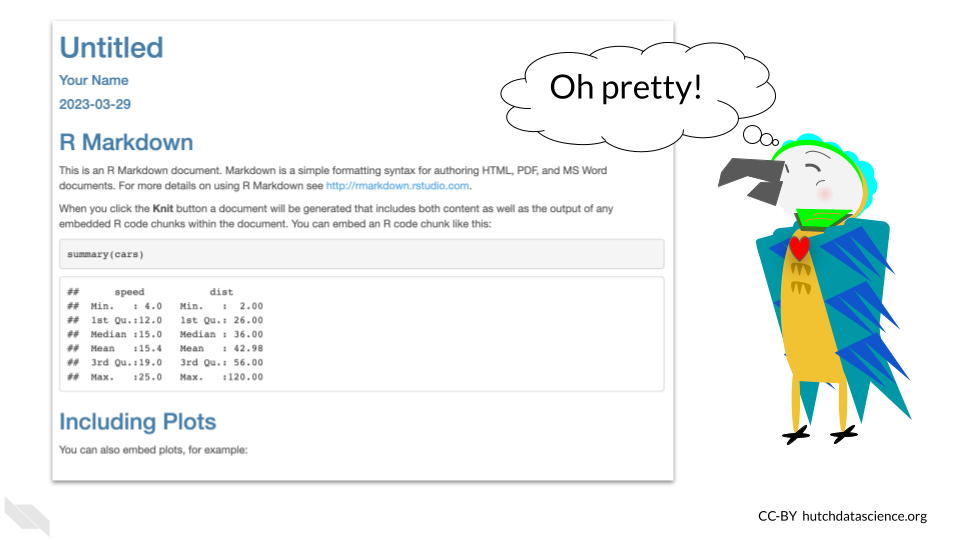 Untitled
Your Name
2023-03-29
R Markdown
This is an R Markdown document. Markdown is a simple formatting syntax for authoring HTML, PDF, and MS Word
documents. For more details on using R Markdown see http://rmarkdown.rstudio.com.
When you click the Knit button a document will be generated that includes both content as well as the output of any
embedded R code chunks within the document. You can embed an R code chunk like this:
summary(cars)
##      speed           dist
##  Min.   : 4.0   Min.   :  2.00
##  1st Qu.:12.0   1st Qu.: 26.00
##  Median :15.0   Median : 36.00
##  Mean   :15.4   Mean   : 42.98
##  3rd Qu.:19.0   3rd Qu.: 56.00
##  Max.   :25.0   Max.   :120.00
Including Plots
You can also embed plots, for example:
Oh pretty!
CC-BY hutchdatascience.org